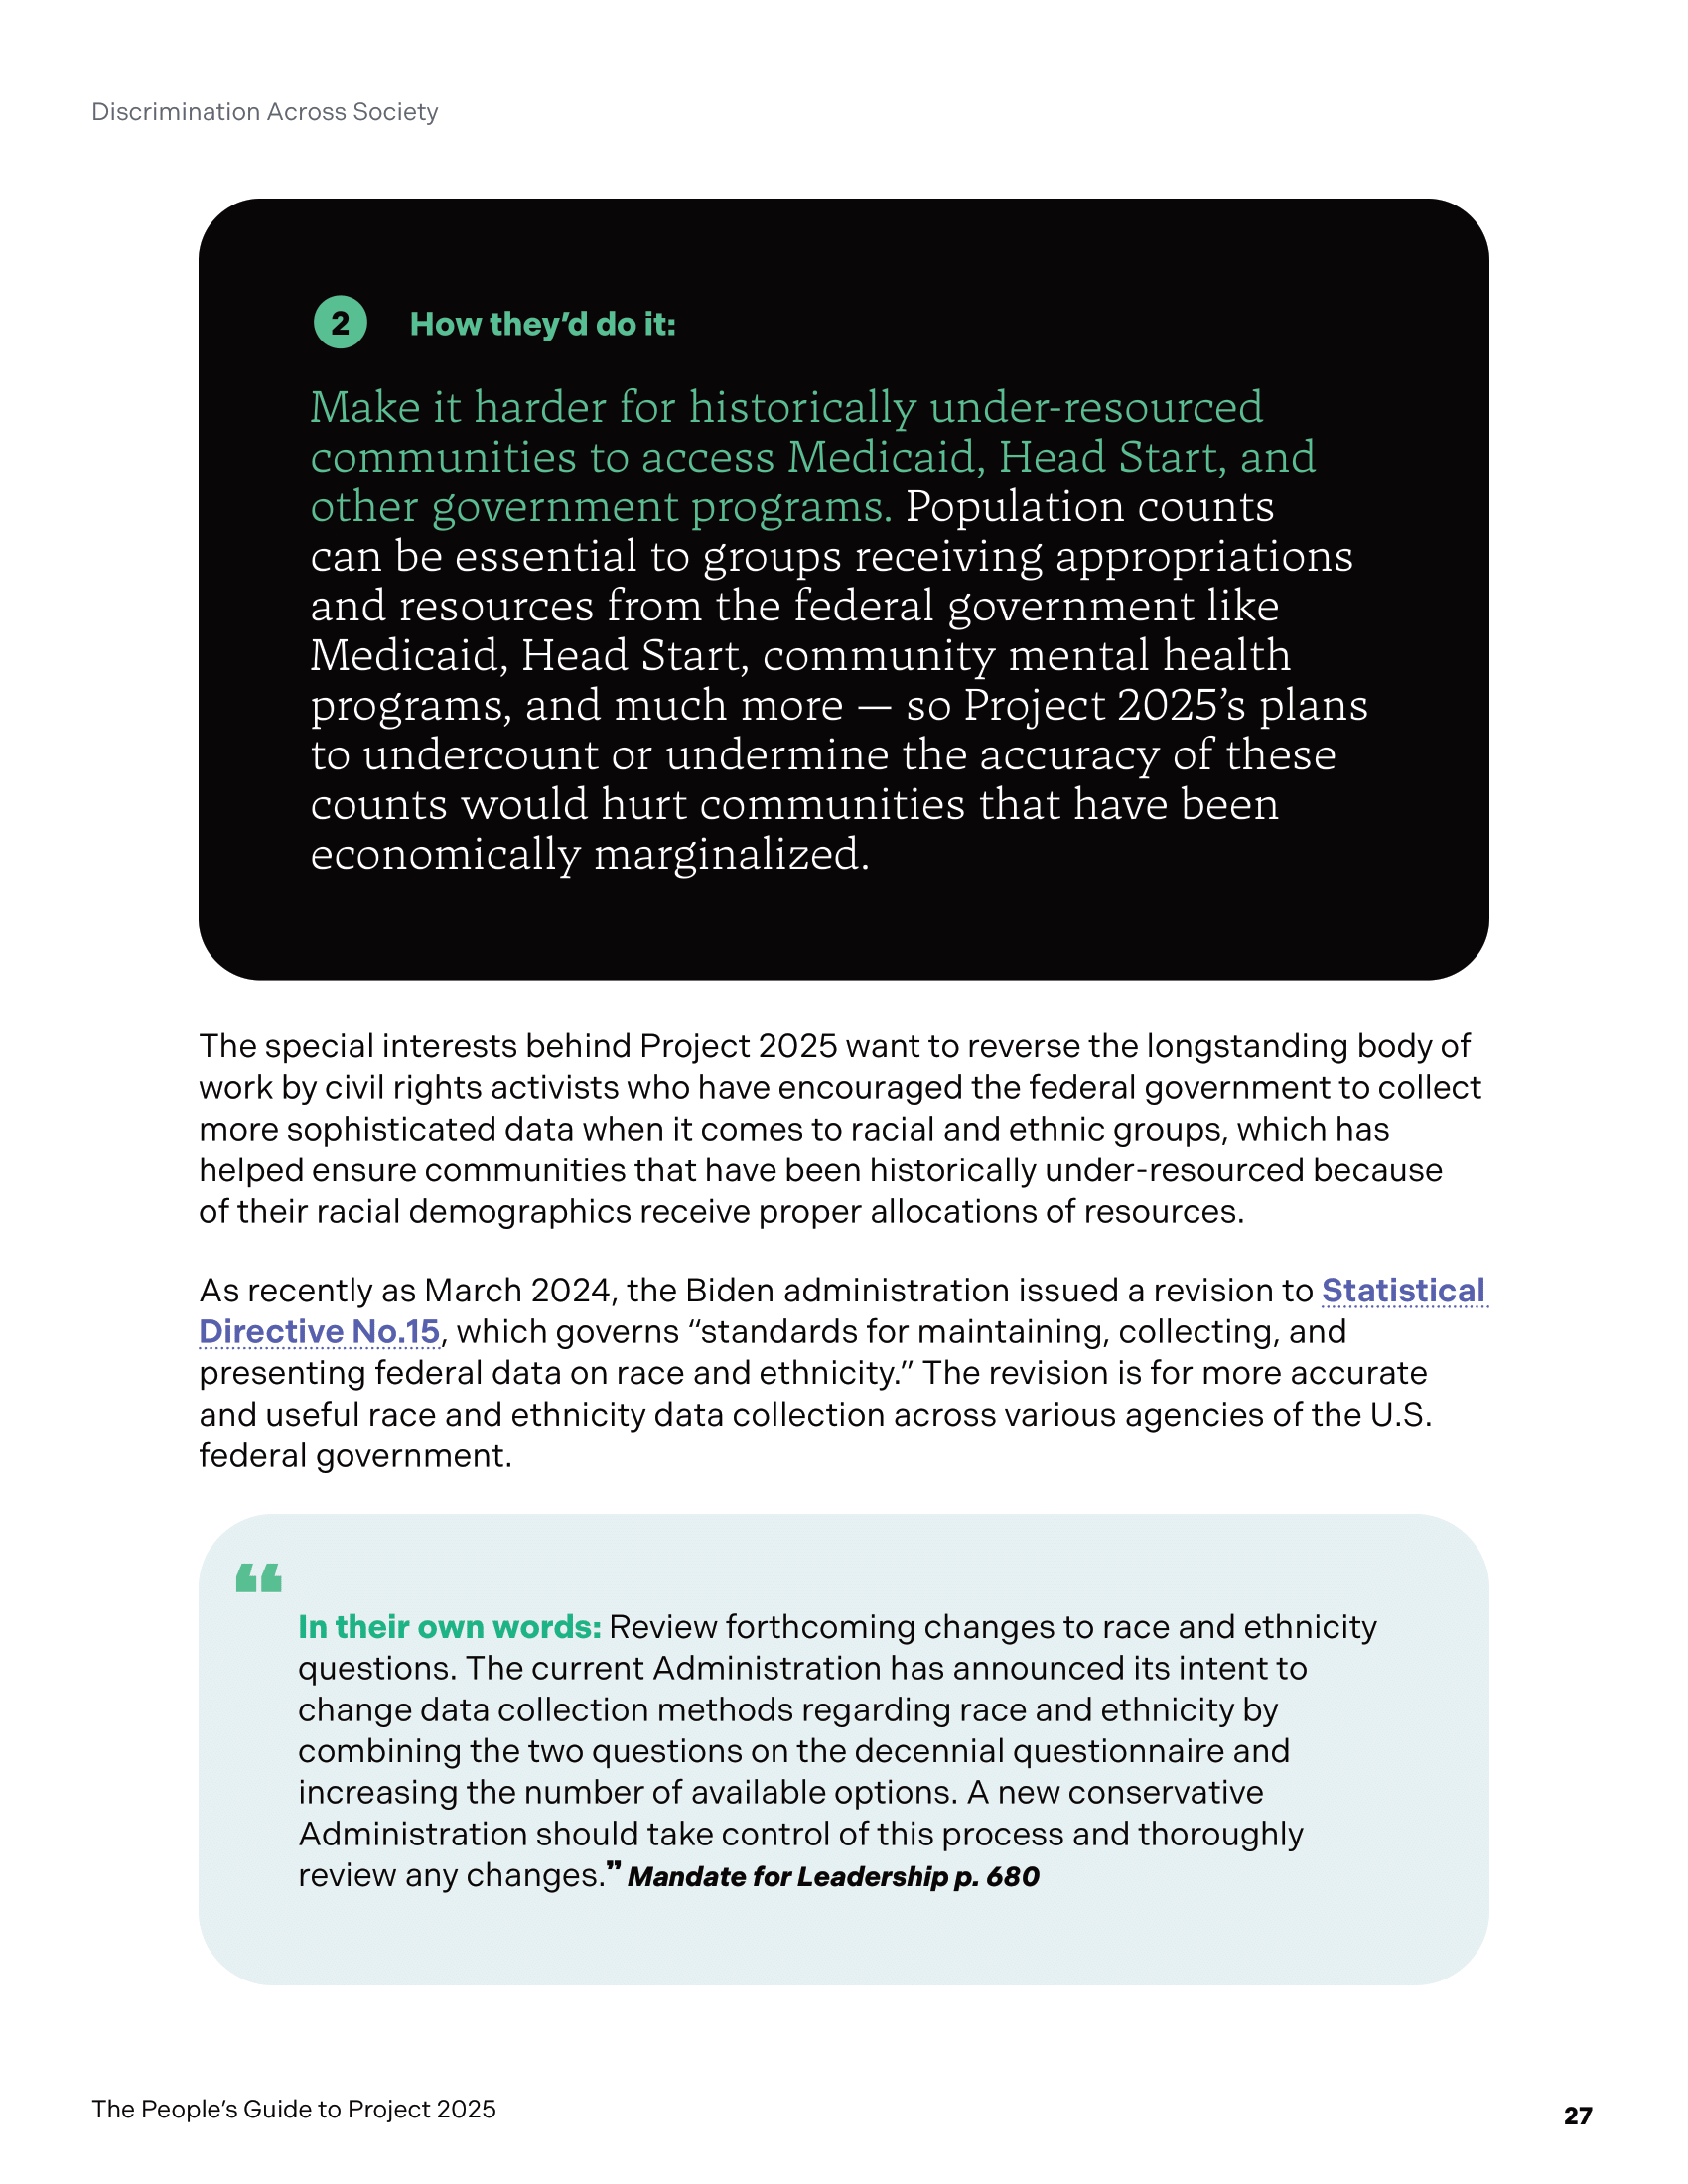 Discrimination Across Society
2 How they’d do it:
Make it harder for historically under-resourced
communities to access Medicaid, Head Start, and
other government programs. Population counts
can be essential to groups receiving appropriations
and resources from the federal government like
Medicaid, Head Start, community mental health
programs, and much more — so Project 2025’s plans
to undercount or undermine the accuracy of these
counts would hurt communities that have been
economically marginalized.
The special interests behind Project 2025 want to reverse the longstanding body of
work by civil rights activists who have encouraged the federal government to collect
more sophisticated data when it comes to racial and ethnic groups, which has
helped ensure communities that have been historically under-resourced because
of their racial demographics receive proper allocations of resources.
As recently as March 2024, the Biden administration issued a revision to Statistical
Directive No.15, which governs “standards for maintaining, collecting, and
presenting federal data on race and ethnicity.” The revision is for more accurate
and useful race and ethnicity data collection across various agencies of the U.S.
federal government.
“
In their own words: Review forthcoming changes to race and ethnicity
questions. The current Administration has announced its intent to
change data collection methods regarding race and ethnicity by
combining the two questions on the decennial questionnaire and
increasing the number of available options. A new conservative
Administration should take control of this process and thoroughly
review any changes.” Mandate for Leadership p. 680
The People’s Guide to Project 2025
27